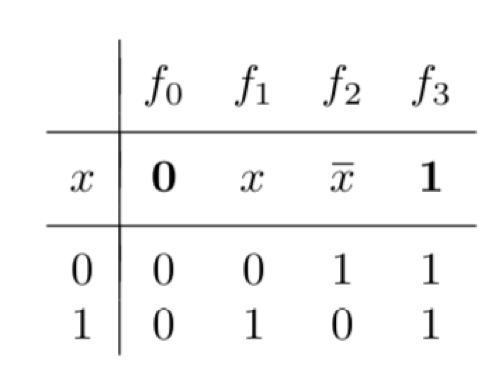 f₀ f₁ f₂ f₃
x 0 x x̅ 1
0 0 0 1 1
1 0 1 0 1